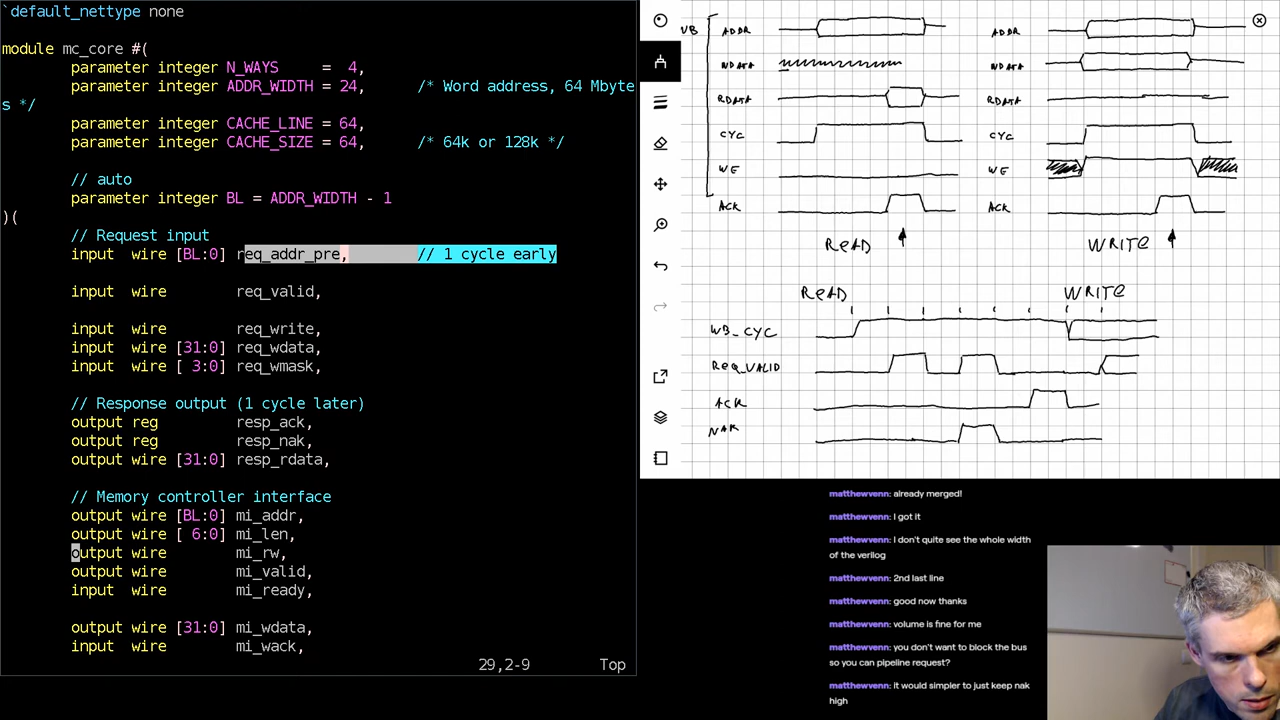 `default_nettype none
module mc_core #(
parameter integer N_WAYS = 4,
parameter integer ADDR_WIDTH = 24, /* Word address, 64 Mbyte
s */
parameter integer CACHE_LINE = 64,
parameter integer CACHE_SIZE = 64, /* 64k or 128k */
// auto
parameter integer BL = ADDR_WIDTH - 1
)(
// Request input
input wire [BL:0] req_addr_pre, // 1 cycle early
input wire req_valid,
input wire req_write,
input wire [31:0] req_wdata,
input wire [ 3:0] req_wmask,
// Response output (1 cycle later)
output reg resp_ack,
output reg resp_nak,
output wire [31:0] resp_rdata,
// Memory controller interface
output wire [BL:0] mi_addr,
output wire [ 6:0] mi_len,
output wire mi_rw,
output wire mi_valid,
input wire mi_ready,
output wire [31:0] mi_wdata,
input wire mi_wack,
29,2-9 Top
WB
ADDR
WDATA
RDATA
CYC
WE
ACK
READ
ADDR
WDATA
RDATA
CYC
WE
ACK
WRITE
READ WRITE
WB_CYC
REQ_VALID
ACK
NAK
matthewvenn: already merged!
matthewvenn: I got it
matthewvenn: I don't quite see the whole width
of the verilog
matthewvenn: 2nd last line
matthewvenn: good now thanks
matthewvenn: volume is fine for me
matthewvenn: you don't want to block the bus
so you can pipeline request?
matthewvenn: it would simpler to just keep nak
high